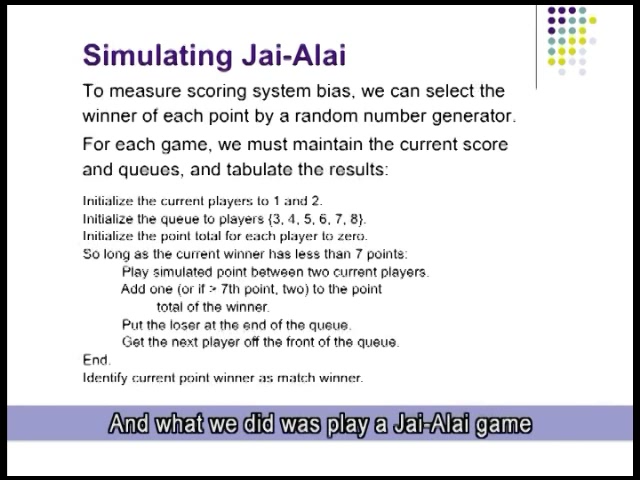 Simulating Jai-Alai
To measure scoring system bias, we can select the
winner of each point by a random number generator.
For each game, we must maintain the current score
and queues, and tabulate the results:
Initialize the current players to 1 and 2.
Initialize the queue to players {3, 4, 5, 6, 7, 8}.
Initialize the point total for each player to zero.
So long as the current winner has less than 7 points:
Play simulated point between two current players.
Add one (or if > 7th point, two) to the point
total of the winner.
Put the loser at the end of the queue.
Get the next player off the front of the queue.
End.
Identify current point winner as match winner.
And what we did was play a Jai-Alai game